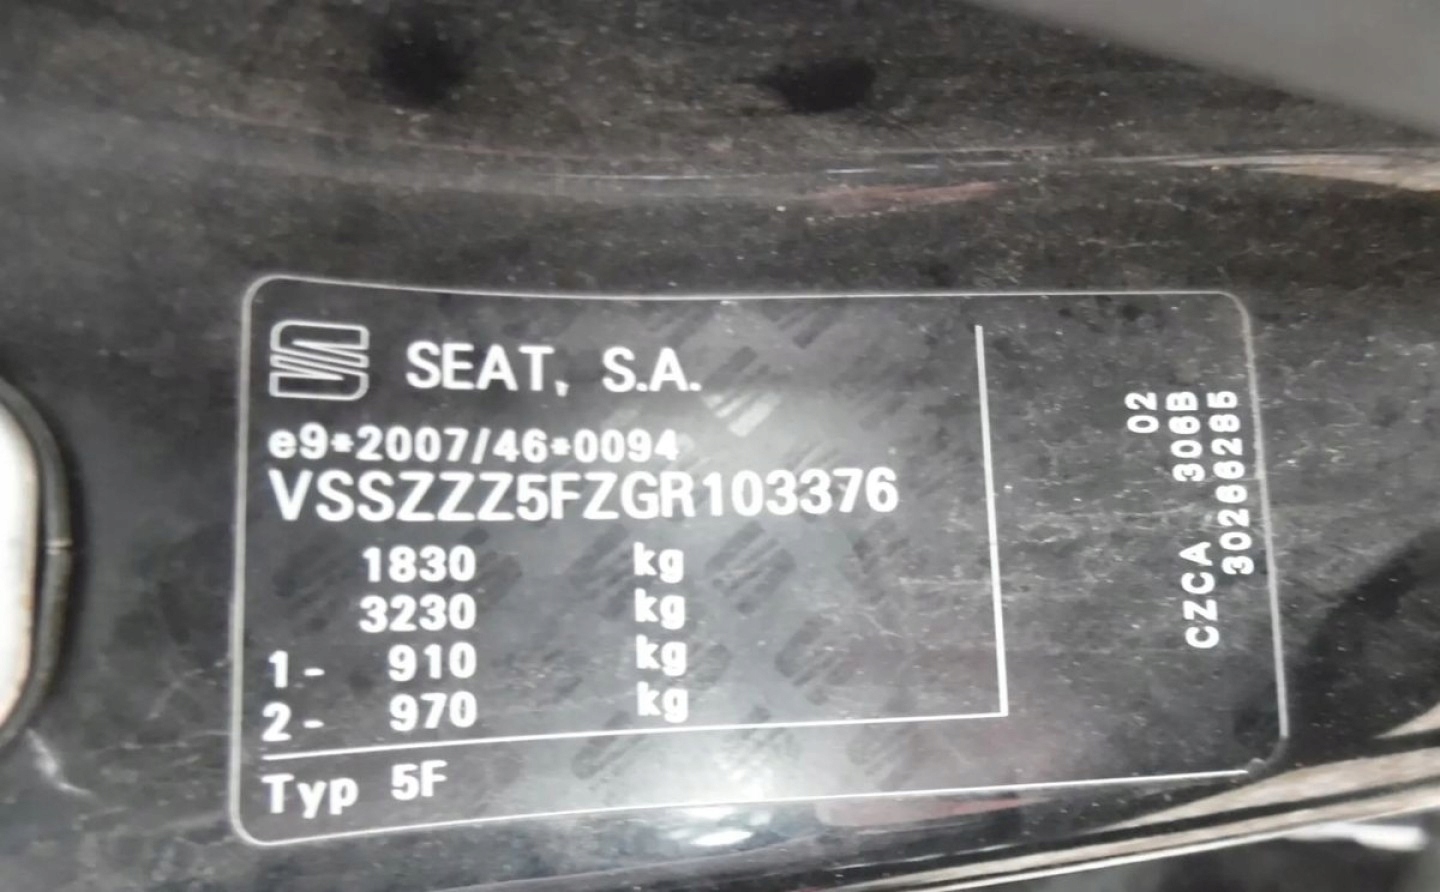 SEAT, S.A.
e9*2007/46*0094
VSSZZZ5FZGR103376
1830 kg
3230 kg
1- 910 kg
2- 970 kg
Typ 5F
02
CZCA 306B
30266285